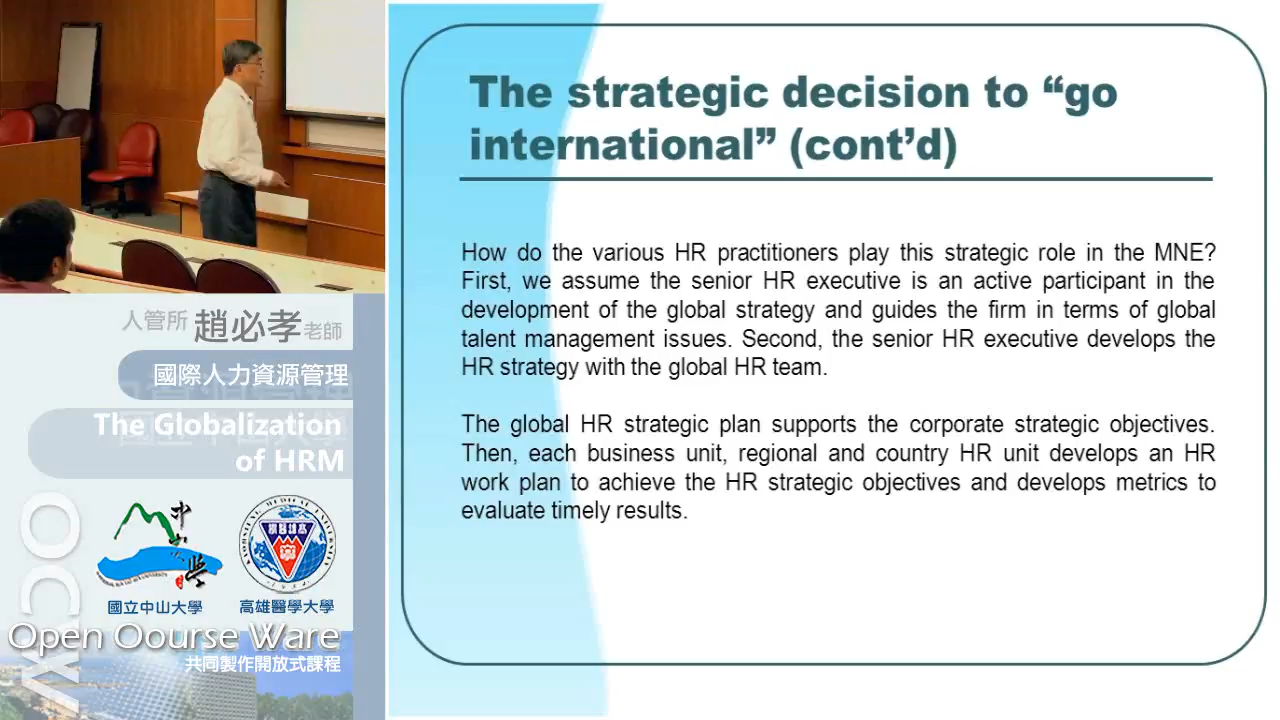 The strategic decision to “go
international” (cont’d)
How do the various HR practitioners play this strategic role in the MNE?
First, we assume the senior HR executive is an active participant in the
development of the global strategy and guides the firm in terms of global
talent management issues. Second, the senior HR executive develops the
HR strategy with the global HR team.
The global HR strategic plan supports the corporate strategic objectives.
Then, each business unit, regional and country HR unit develops an HR
work plan to achieve the HR strategic objectives and develops metrics to
evaluate timely results.
人管所 趙必孝老師
國際人力資源管理
The Globalization
of HRM
國立中山大學
高雄醫學大學
OCW
Open Oourse Ware
共同製作開放式課程